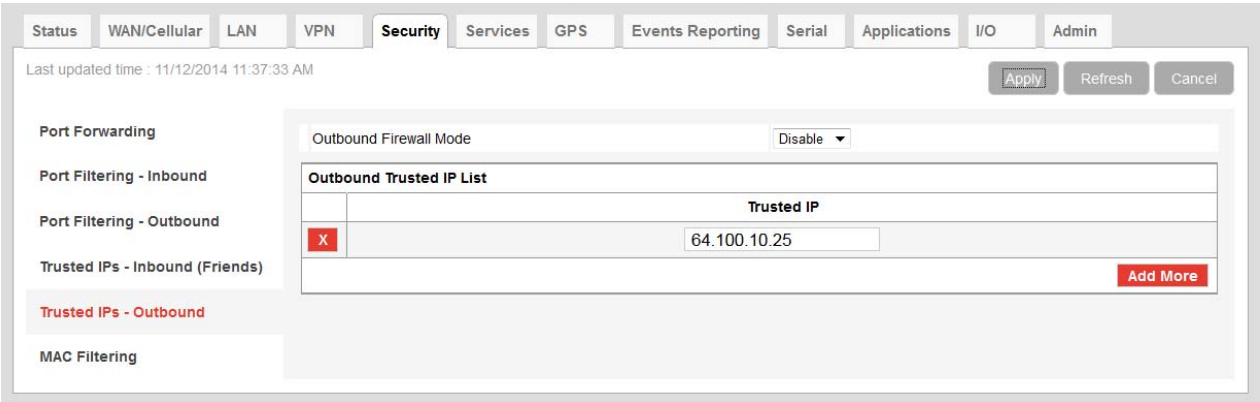 Status WAN/Cellular LAN VPN Security Services GPS Events Reporting Serial Applications I/O Admin
Last updated time : 11/12/2014 11:37:33 AM
Apply Refresh Cancel
Port Forwarding
Port Filtering - Inbound
Port Filtering - Outbound
Trusted IPs - Inbound (Friends)
Trusted IPs - Outbound
MAC Filtering
Outbound Firewall Mode Disable
Outbound Trusted IP List
Trusted IP
X 64.100.10.25
Add More